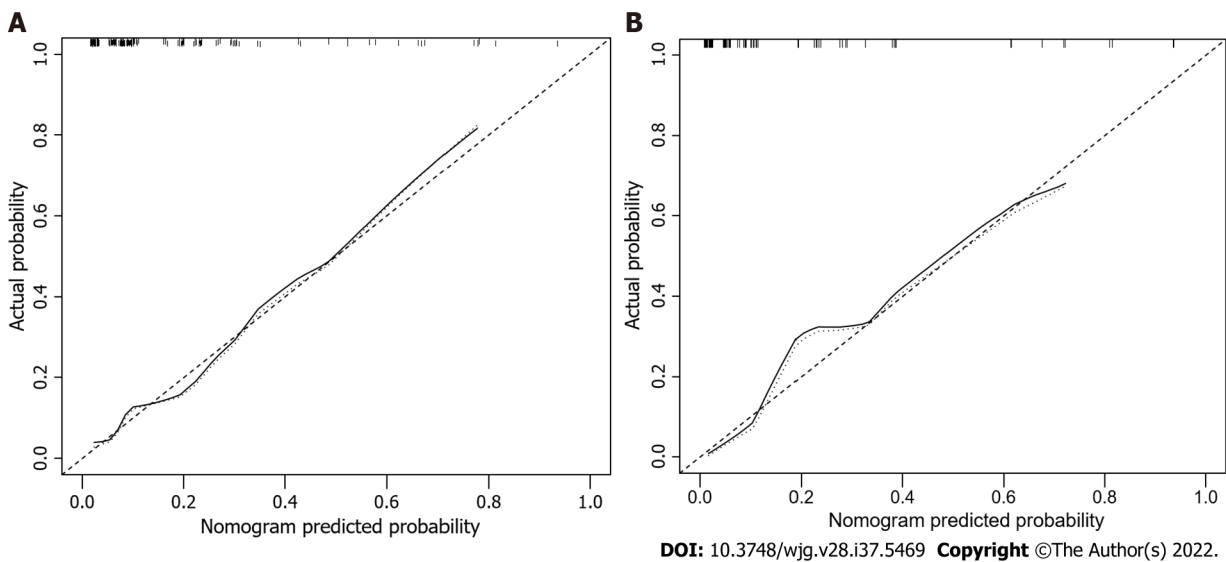 A
1.0
0.8
0.6
0.4
0.2
0.0
Actual probability
0.0 0.2 0.4 0.6 0.8 1.0
Nomogram predicted probability
B
1.0
0.8
0.6
0.4
0.2
0.0
Actual probability
0.0 0.2 0.4 0.6 0.8 1.0
Nomogram predicted probability
DOI: 10.3748/wjg.v28.i37.5469 Copyright ©The Author(s) 2022.